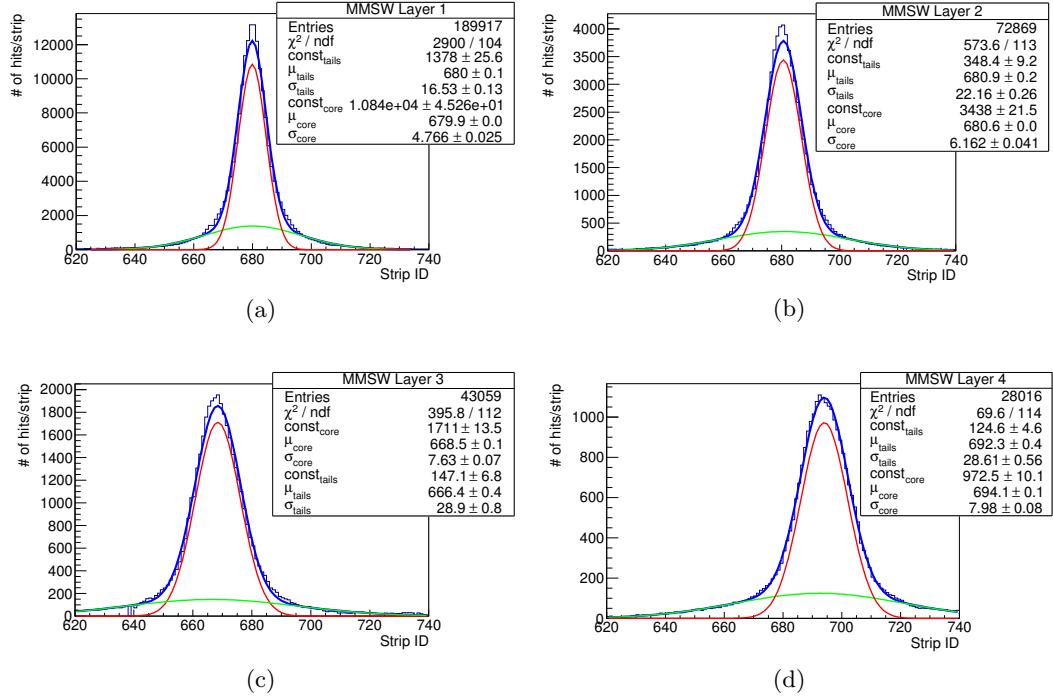 MMSW Layer 1
Entries 189917
χ² / ndf 2900 / 104
const_tails 1378 ± 25.6
μ_tails 680 ± 0.1
σ_tails 16.53 ± 0.13
const_core 1.084e+04 ± 4.526e+01
μ_core 679.9 ± 0.0
σ_core 4.766 ± 0.025
# of hits/strip
12000
10000
8000
6000
4000
2000
0
620 640 660 680 700 720 740
Strip ID
(a)
MMSW Layer 2
Entries 72869
χ² / ndf 573.6 / 113
const_tails 348.4 ± 9.2
μ_tails 680.9 ± 0.2
σ_tails 22.16 ± 0.26
const_core 3438 ± 21.5
μ_core 680.6 ± 0.0
σ_core 6.162 ± 0.041
# of hits/strip
4000
3500
3000
2500
2000
1500
1000
500
0
620 640 660 680 700 720 740
Strip ID
(b)
MMSW Layer 3
Entries 43059
χ² / ndf 395.8 / 112
const_core 1711 ± 13.5
μ_core 668.5 ± 0.1
σ_core 7.63 ± 0.07
const_tails 147.1 ± 6.8
μ_tails 666.4 ± 0.4
σ_tails 28.9 ± 0.8
# of hits/strip
2000
1800
1600
1400
1200
1000
800
600
400
200
0
620 640 660 680 700 720 740
Strip ID
(c)
MMSW Layer 4
Entries 28016
χ² / ndf 69.6 / 114
const_tails 124.6 ± 4.6
μ_tails 692.3 ± 0.4
σ_tails 28.61 ± 0.56
const_core 972.5 ± 10.1
μ_core 694.1 ± 0.1
σ_core 7.98 ± 0.08
# of hits/strip
1000
800
600
400
200
0
620 640 660 680 700 720 740
Strip ID
(d)